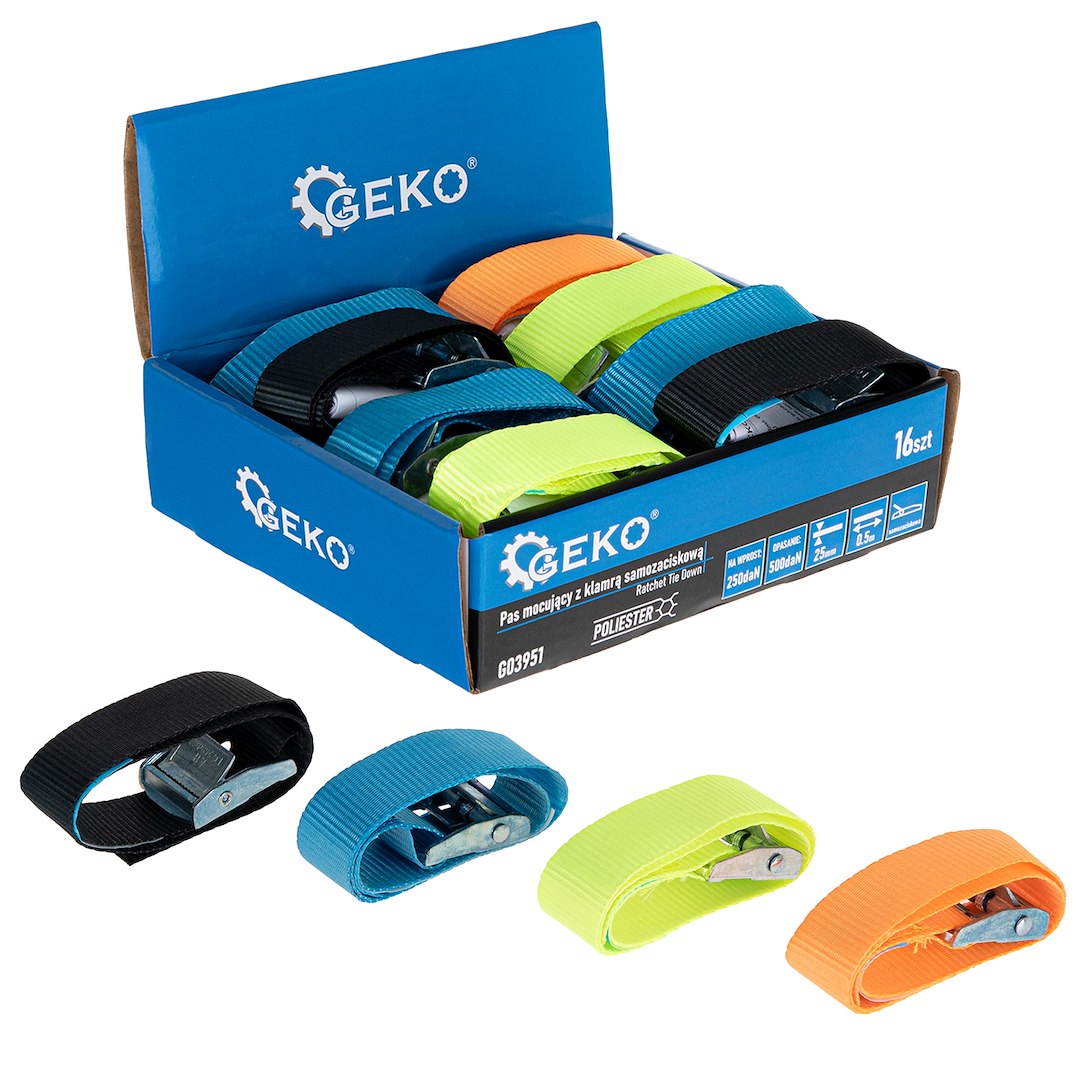 GEKO®
GEKO®
16szt
GEKO®
Pas mocujący z klamrą samozaciskową
Ratchet Tie Down
POLIESTER
G03951
NA WPROST:
250daN
OPASANIE:
500daN
25mm
0.5m
samozaciskowa